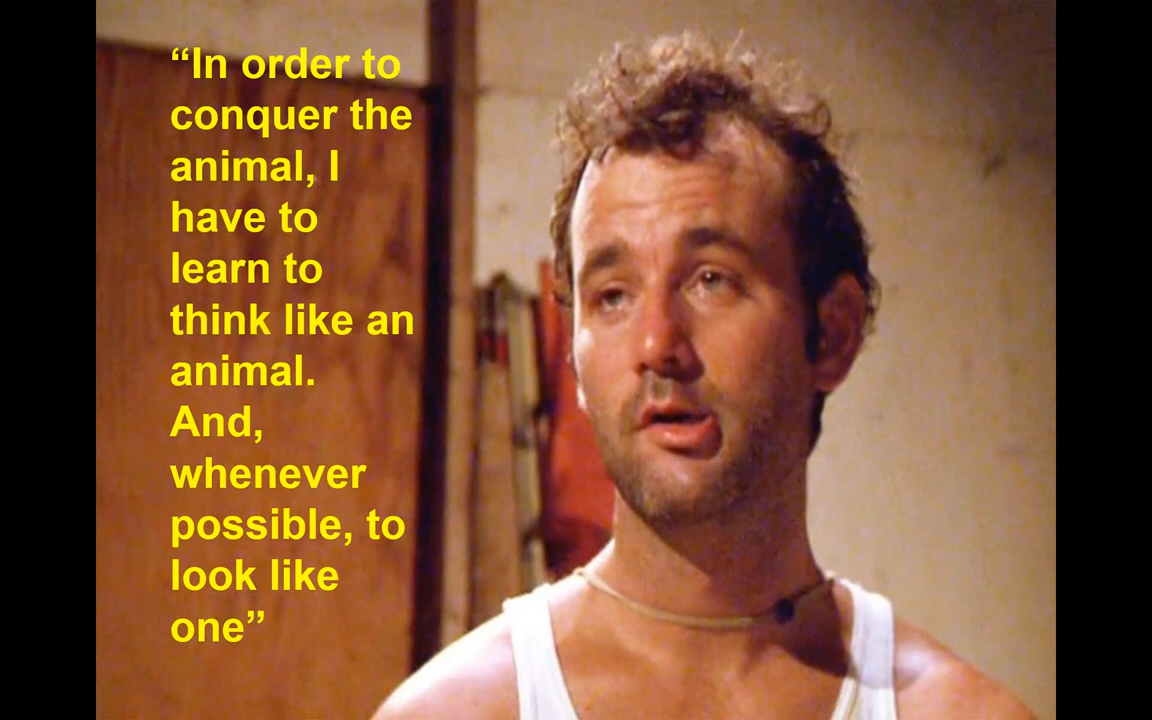 “In order to
conquer the
animal, I
have to
learn to
think like an
animal.
And,
whenever
possible, to
look like
one”